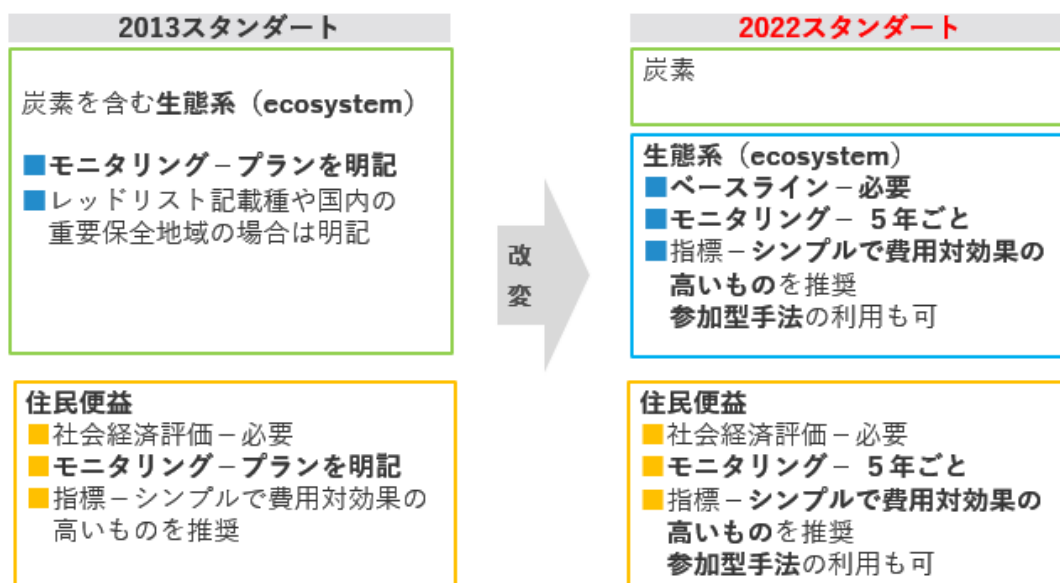 2013スタンダート
炭素を含む生態系（ecosystem）
■モニタリング－プランを明記
■レッドリスト記載種や国内の
重要保全地域の場合は明記
住民便益
■社会経済評価－必要
■モニタリング－プランを明記
■指標－シンプルで費用対効果の
高いものを推奨
改
変
2022スタンダート
炭素
生態系（ecosystem）
■ベースライン－必要
■モニタリング－ 5年ごと
■指標－シンプルで費用対効果の
高いものを推奨
参加型手法の利用も可
住民便益
■社会経済評価－必要
■モニタリング－ 5年ごと
■指標－シンプルで費用対効果の
高いものを推奨
参加型手法の利用も可